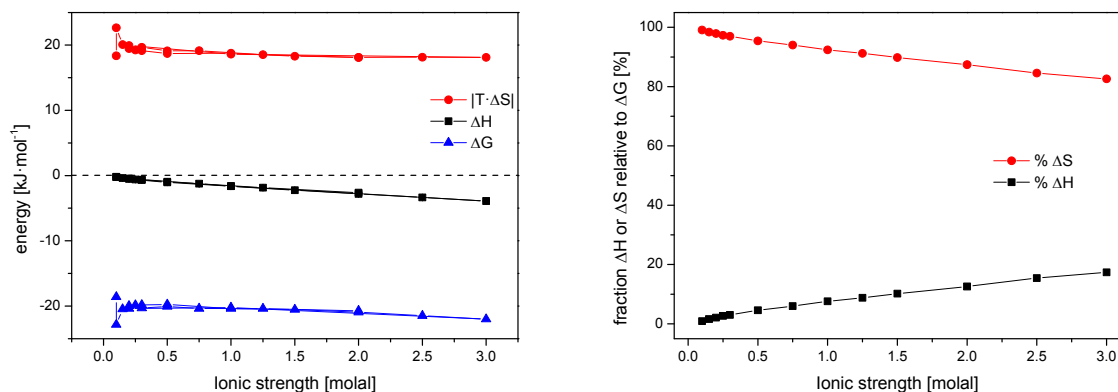 20
10
0
-10
-20
energy [kJ·mol⁻¹]
0.0 0.5 1.0 1.5 2.0 2.5 3.0
Ionic strength [molal]
|T·ΔS|
ΔH
ΔG
100
80
60
40
20
0
fraction ΔH or ΔS relative to ΔG [%]
0.0 0.5 1.0 1.5 2.0 2.5 3.0
Ionic strength [molal]
% ΔS
% ΔH